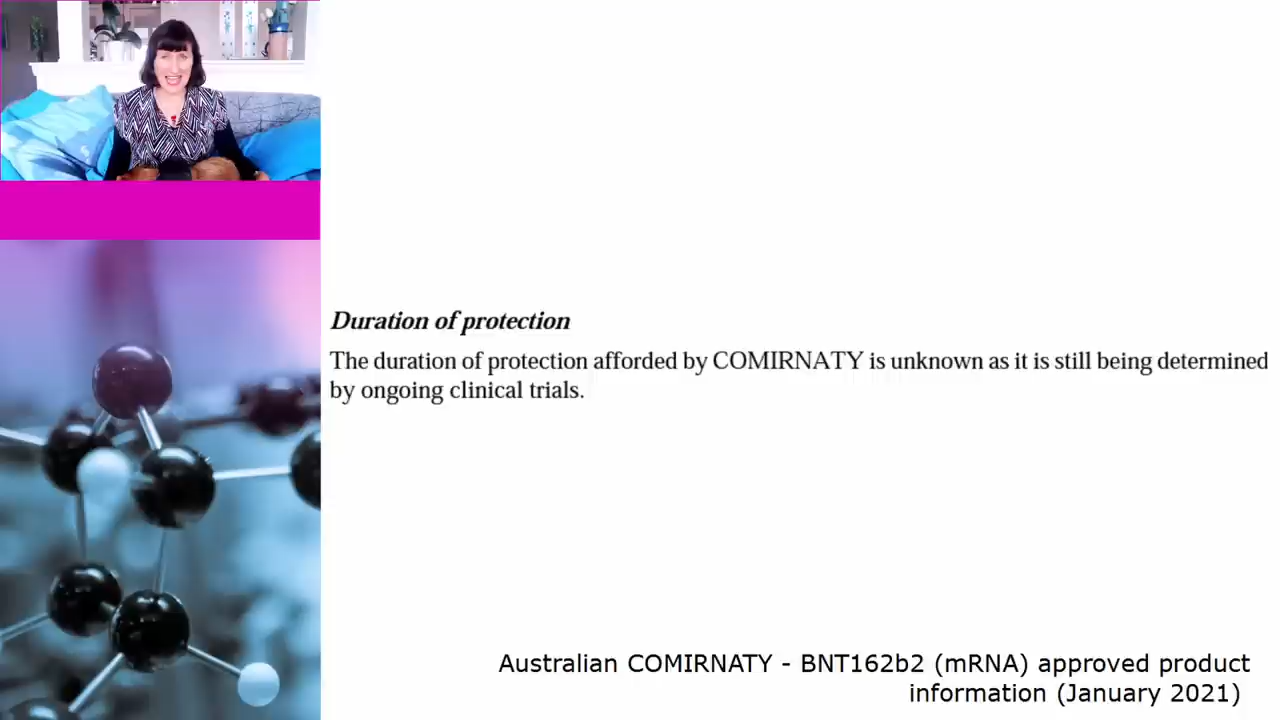 Duration of protection
The duration of protection afforded by COMIRNATY is unknown as it is still being determined
by ongoing clinical trials.
Australian COMIRNATY - BNT162b2 (mRNA) approved product
information (January 2021)